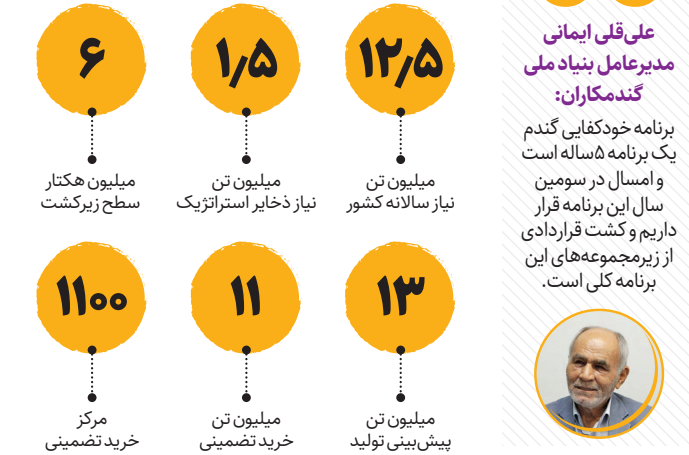 علی‌قلی ایمانی
مدیرعامل بنیاد ملی
گندمکاران:
برنامه خودکفایی گندم
یک برنامه ۵ساله است
و امسال در سومین
سال این برنامه قرار
داریم و کشت قراردادی
از زیرمجموعه‌های این
برنامه کلی است.
۱۲٫۵
میلیون تن
نیاز سالانه کشور
۱٫۵
میلیون تن
نیاز ذخایر استراتژیک
۶
میلیون هکتار
سطح زیرکشت
۱۳
میلیون تن
پیش‌بینی تولید
۱۱
میلیون تن
خرید تضمینی
۱۱۰۰
مرکز
خرید تضمینی